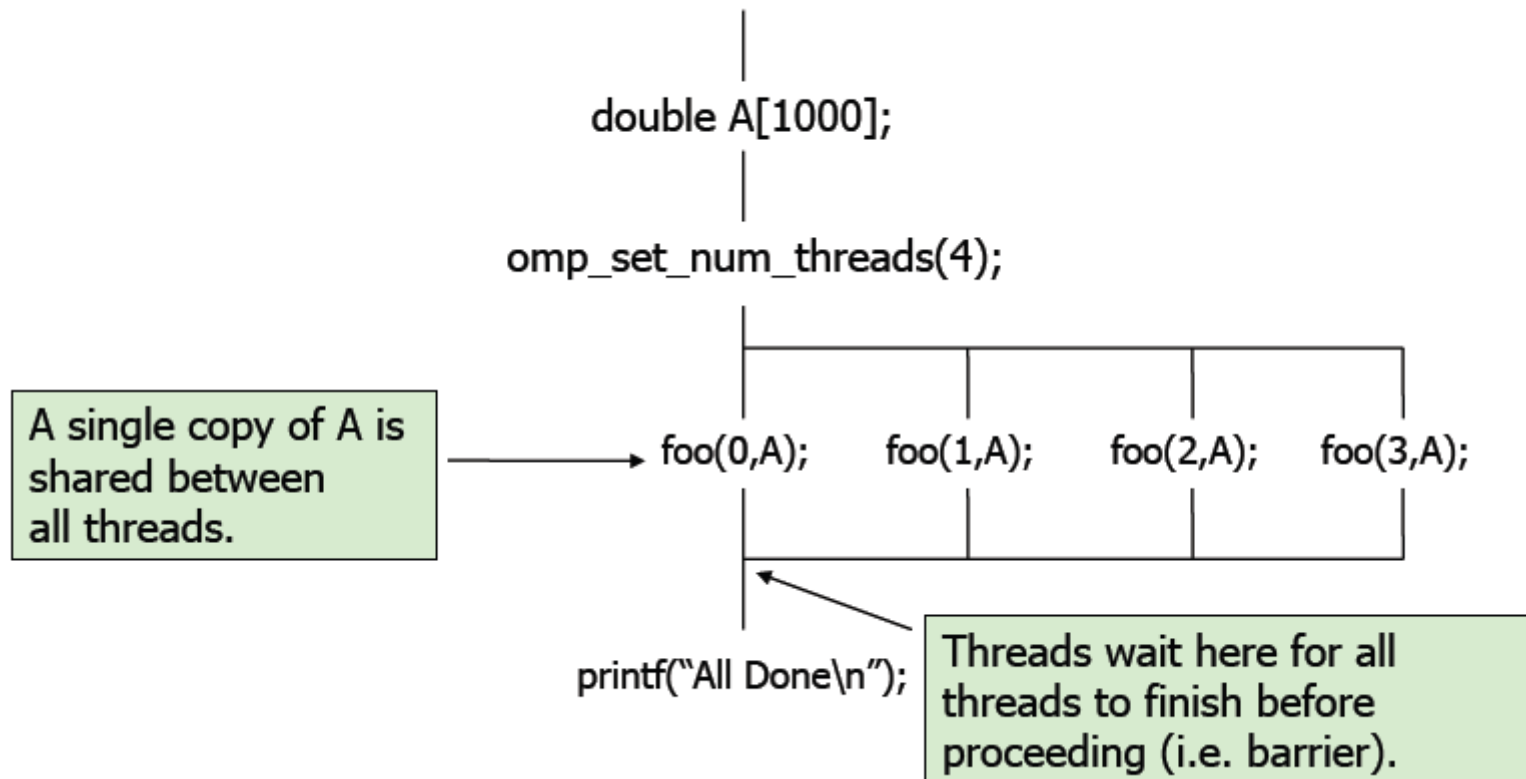 double A[1000];
omp_set_num_threads(4);
A single copy of A is
shared between
all threads.
foo(0,A);
foo(1,A);
foo(2,A);
foo(3,A);
printf(“All Done\n”);
Threads wait here for all
threads to finish before
proceeding (i.e. barrier).